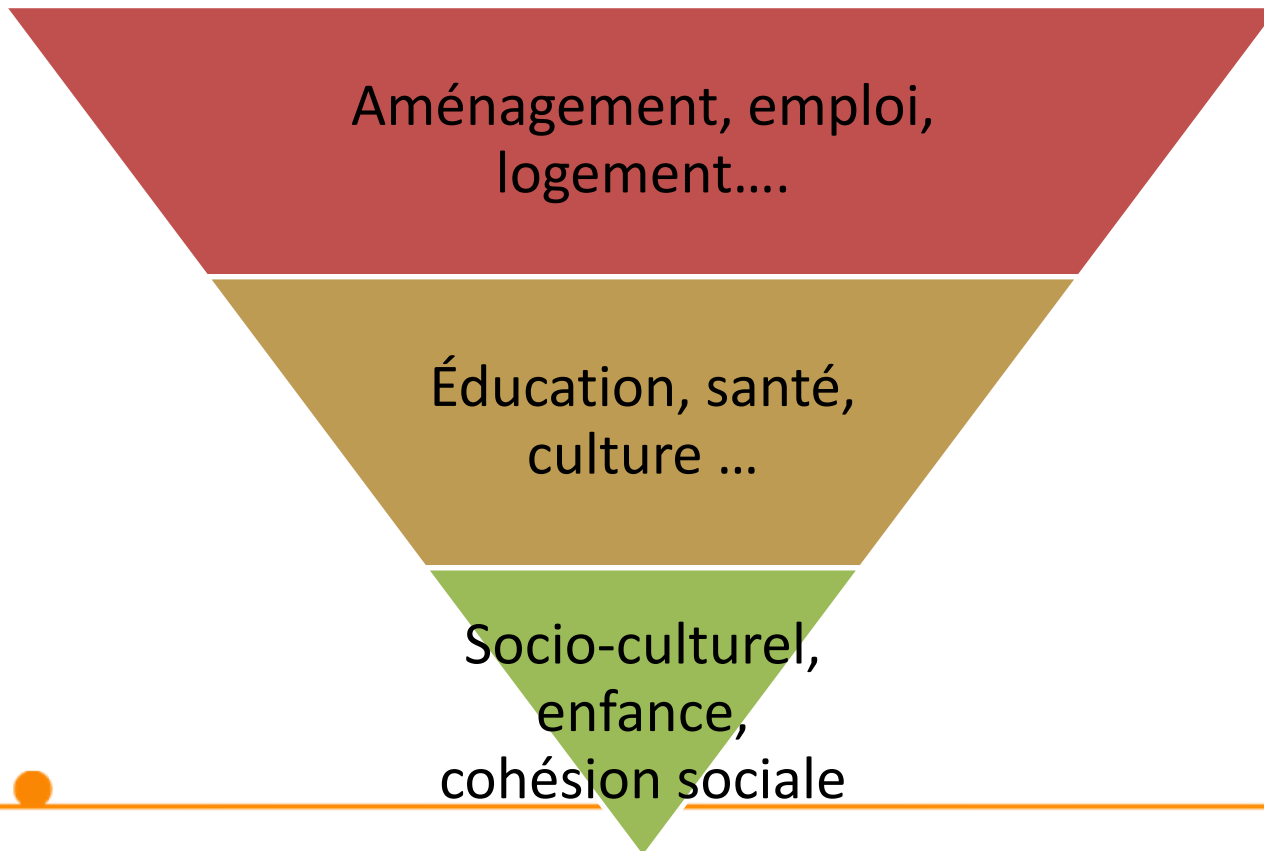 Aménagement, emploi,
logement….
Éducation, santé,
culture …
Socio-culturel,
enfance,
cohésion sociale